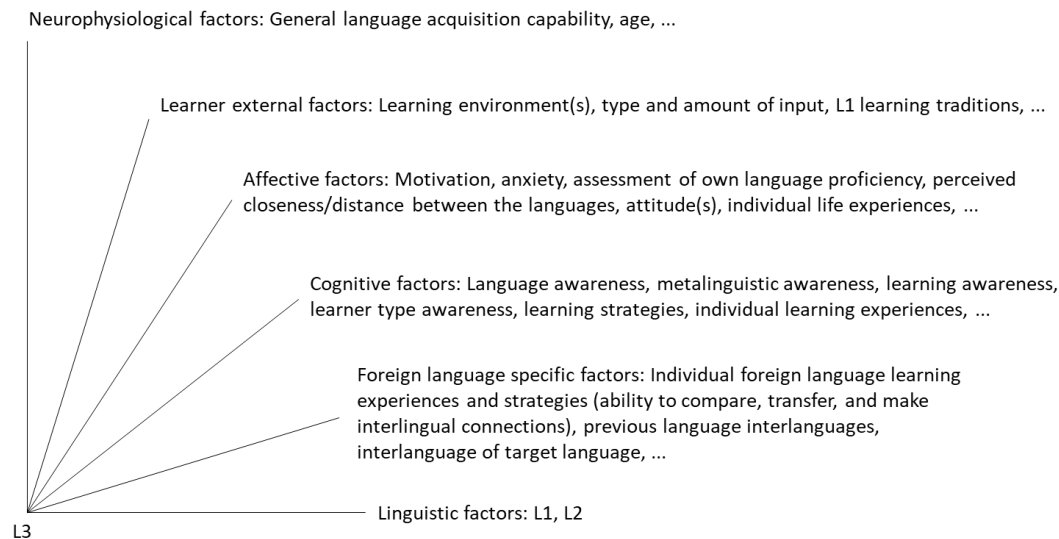 Neurophysiological factors: General language acquisition capability, age, ...
Learner external factors: Learning environment(s), type and amount of input, L1 learning traditions, ...
Affective factors: Motivation, anxiety, assessment of own language proficiency, perceived
closeness/distance between the languages, attitude(s), individual life experiences, ...
Cognitive factors: Language awareness, metalinguistic awareness, learning awareness,
learner type awareness, learning strategies, individual learning experiences, ...
Foreign language specific factors: Individual foreign language learning
experiences and strategies (ability to compare, transfer, and make
interlingual connections), previous language interlanguages,
interlanguage of target language, ...
Linguistic factors: L1, L2
L3